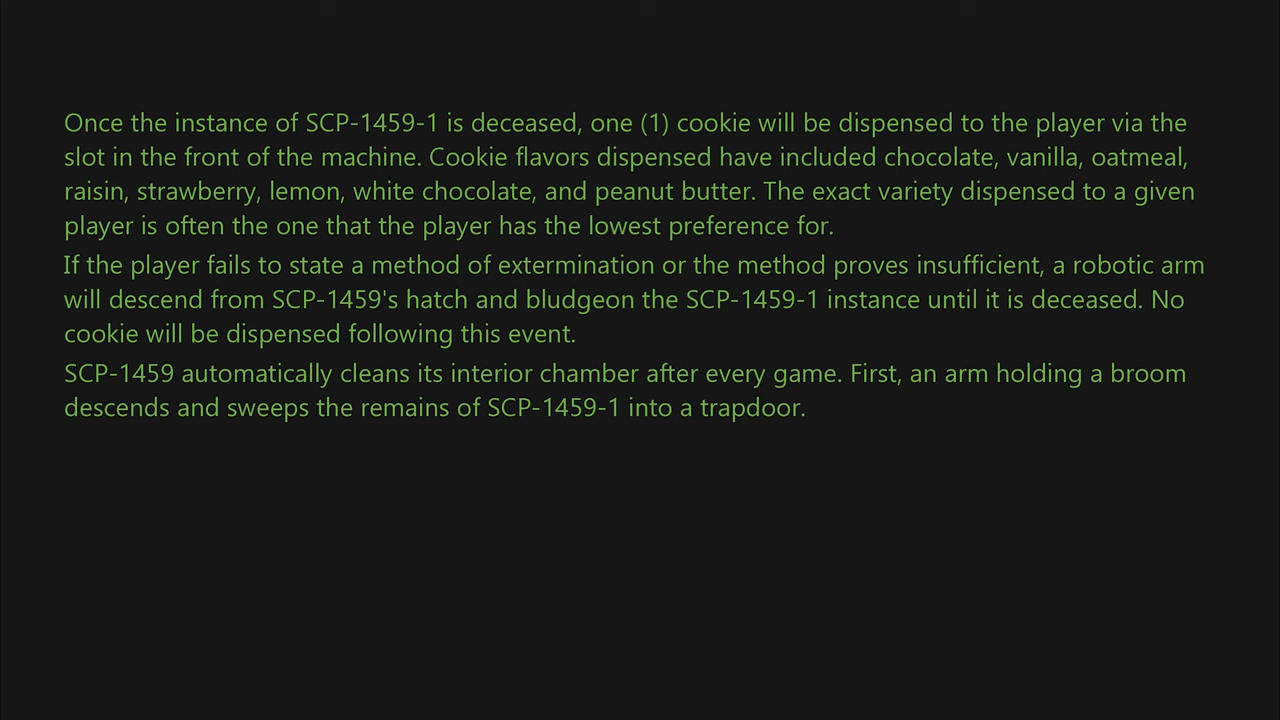 Once the instance of SCP-1459-1 is deceased, one (1) cookie will be dispensed to the player via the
slot in the front of the machine. Cookie flavors dispensed have included chocolate, vanilla, oatmeal,
raisin, strawberry, lemon, white chocolate, and peanut butter. The exact variety dispensed to a given
player is often the one that the player has the lowest preference for.
If the player fails to state a method of extermination or the method proves insufficient, a robotic arm
will descend from SCP-1459's hatch and bludgeon the SCP-1459-1 instance until it is deceased. No
cookie will be dispensed following this event.
SCP-1459 automatically cleans its interior chamber after every game. First, an arm holding a broom
descends and sweeps the remains of SCP-1459-1 into a trapdoor.